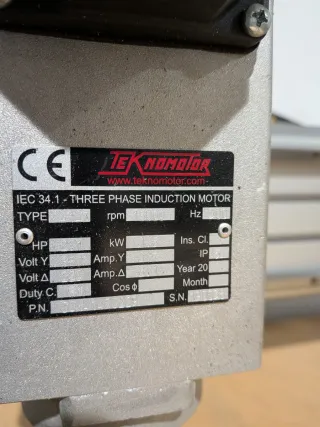 CE TEKNOMOTOR
www.teknomotor.com
IEC 34.1 - THREE PHASE INDUCTION MOTOR
TYPE rpm Hz
HP kW Ins. Cl.
Volt Y Amp.Y IP
Volt Δ Amp.Δ Year 20
Duty C. Cos ϕ Month
P.N. S.N.